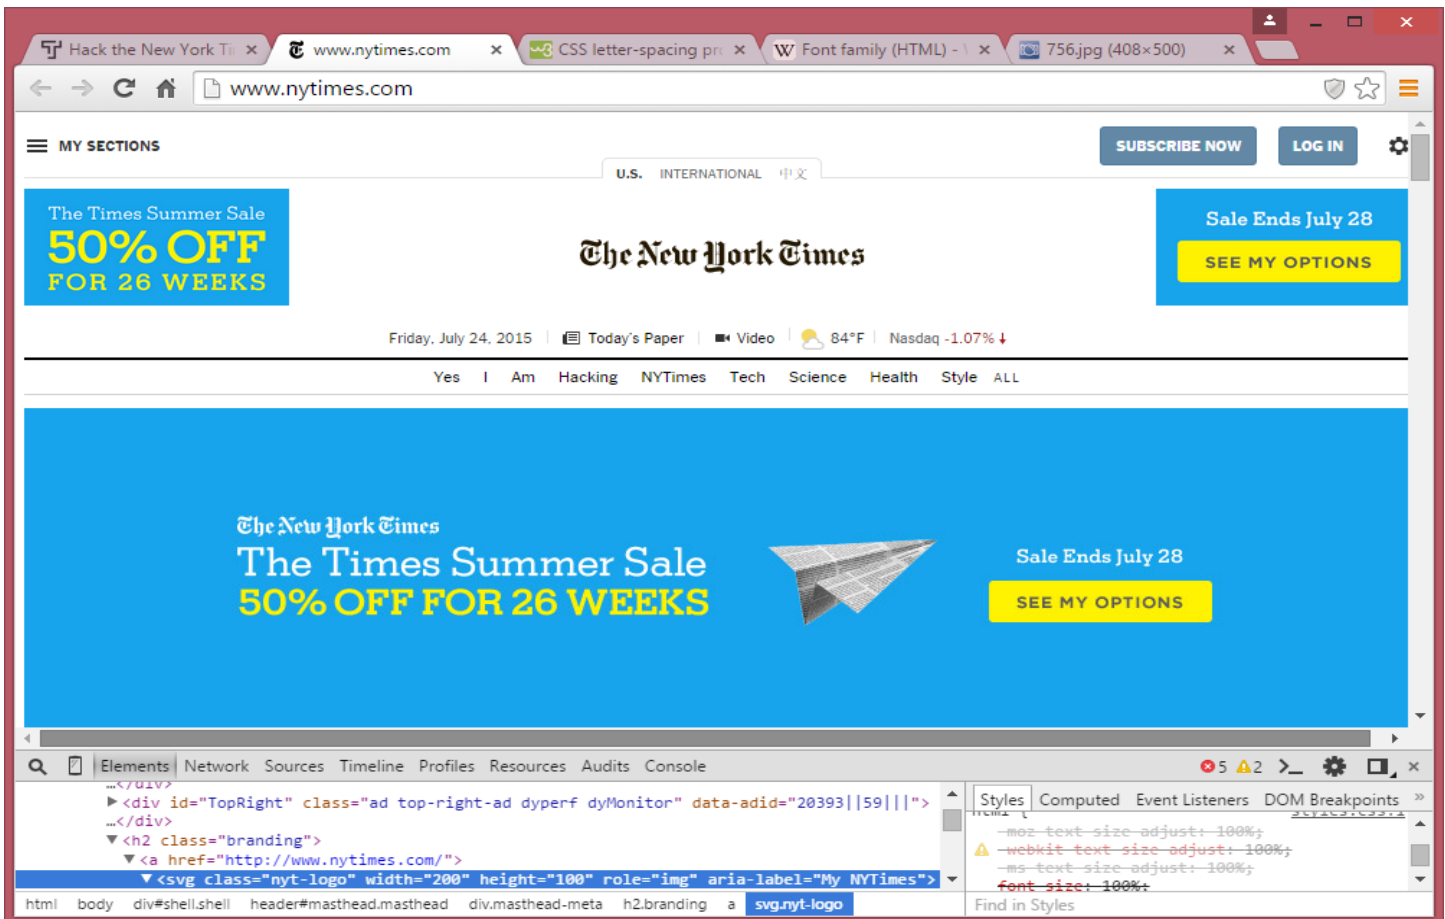 Hack the New York Ti
www.nytimes.com
CSS letter-spacing pro
Font family (HTML) -
756.jpg (408×500)
www.nytimes.com
MY SECTIONS
SUBSCRIBE NOW
LOG IN
U.S. INTERNATIONAL 中文
The Times Summer Sale
50% OFF
FOR 26 WEEKS
The New York Times
Sale Ends July 28
SEE MY OPTIONS
Friday, July 24, 2015 Today's Paper Video 84°F Nasdaq -1.07%
Yes I Am Hacking NYTimes Tech Science Health Style ALL
The New York Times
The Times Summer Sale
50% OFF FOR 26 WEEKS
Sale Ends July 28
SEE MY OPTIONS
Elements Network Sources Timeline Profiles Resources Audits Console
5 2
…</div>
<div id="TopRight" class="ad top-right-ad dyperf dyMonitor" data-adid="20393||59|||">
…</div>
<h2 class="branding">
<a href="http://www.nytimes.com/">
<svg class="nyt-logo" width="200" height="100" role="img" aria-label="My NYTimes">
html body div#shell.shell header#masthead.masthead div.masthead-meta h2.branding a svg.nyt-logo
Styles Computed Event Listeners DOM Breakpoints »
html { styles.css:1
-moz-text-size-adjust: 100%;
-webkit-text-size-adjust: 100%;
-ms-text-size-adjust: 100%;
font-size: 100%;
Find in Styles